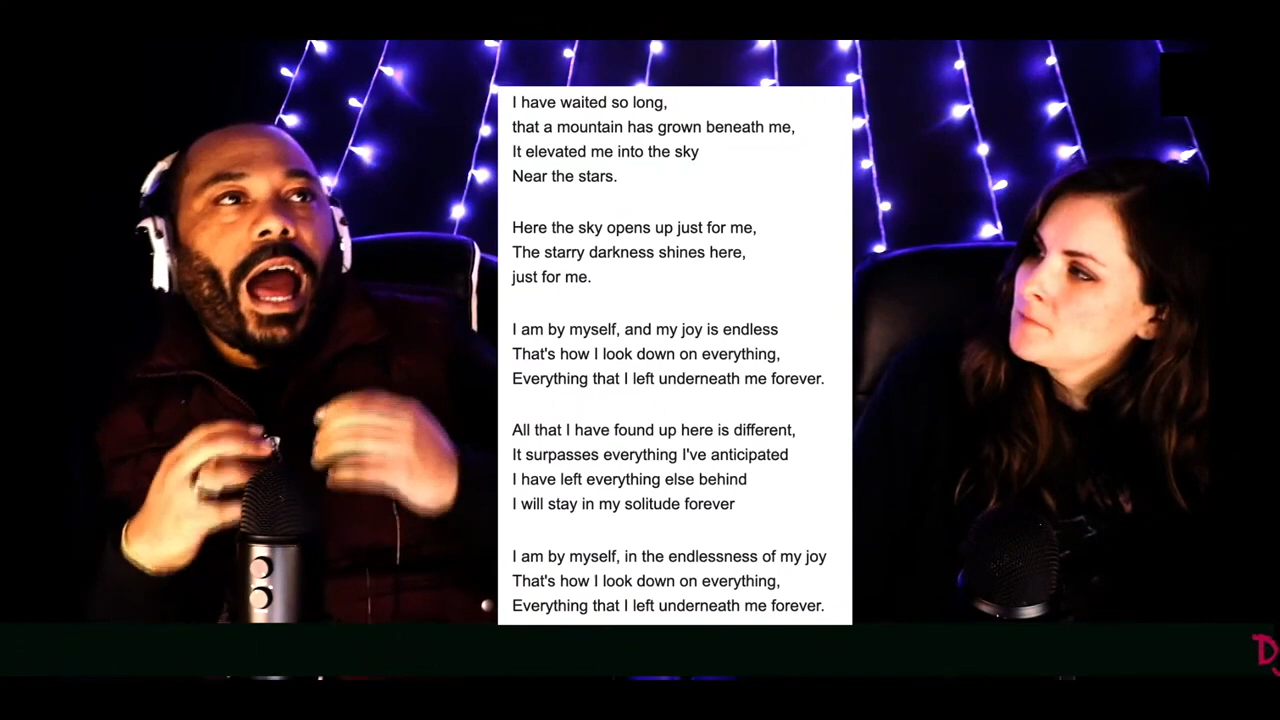 I have waited so long,
that a mountain has grown beneath me,
It elevated me into the sky
Near the stars.
Here the sky opens up just for me,
The starry darkness shines here,
just for me.
I am by myself, and my joy is endless
That's how I look down on everything,
Everything that I left underneath me forever.
All that I have found up here is different,
It surpasses everything I've anticipated
I have left everything else behind
I will stay in my solitude forever
I am by myself, in the endlessness of my joy
That's how I look down on everything,
Everything that I left underneath me forever.